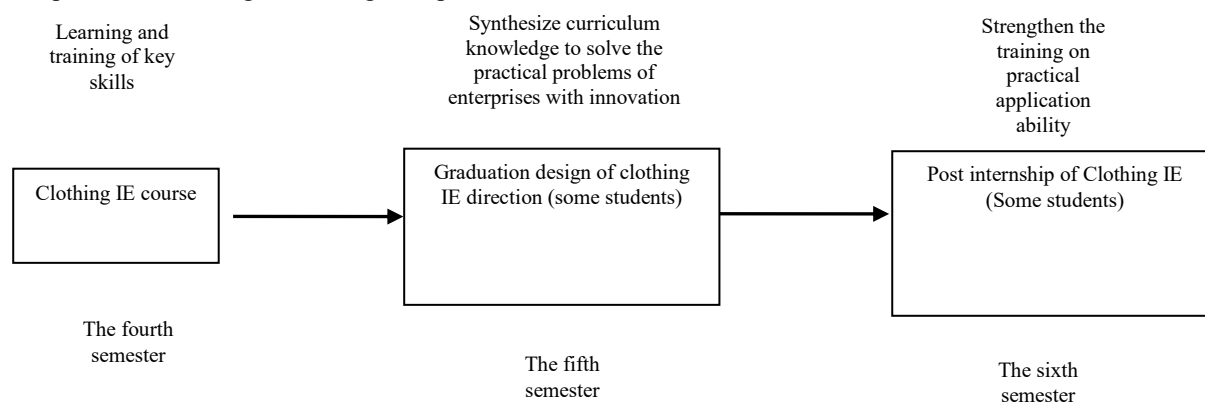 Learning and
training of key
skills
Synthesize curriculum
knowledge to solve the
practical problems of
enterprises with innovation
Strengthen the
training on
practical
application
ability
Clothing IE course
Graduation design of clothing
IE direction (some students)
Post internship of Clothing IE
(Some students)
The fourth
semester
The fifth
semester
The sixth
semester